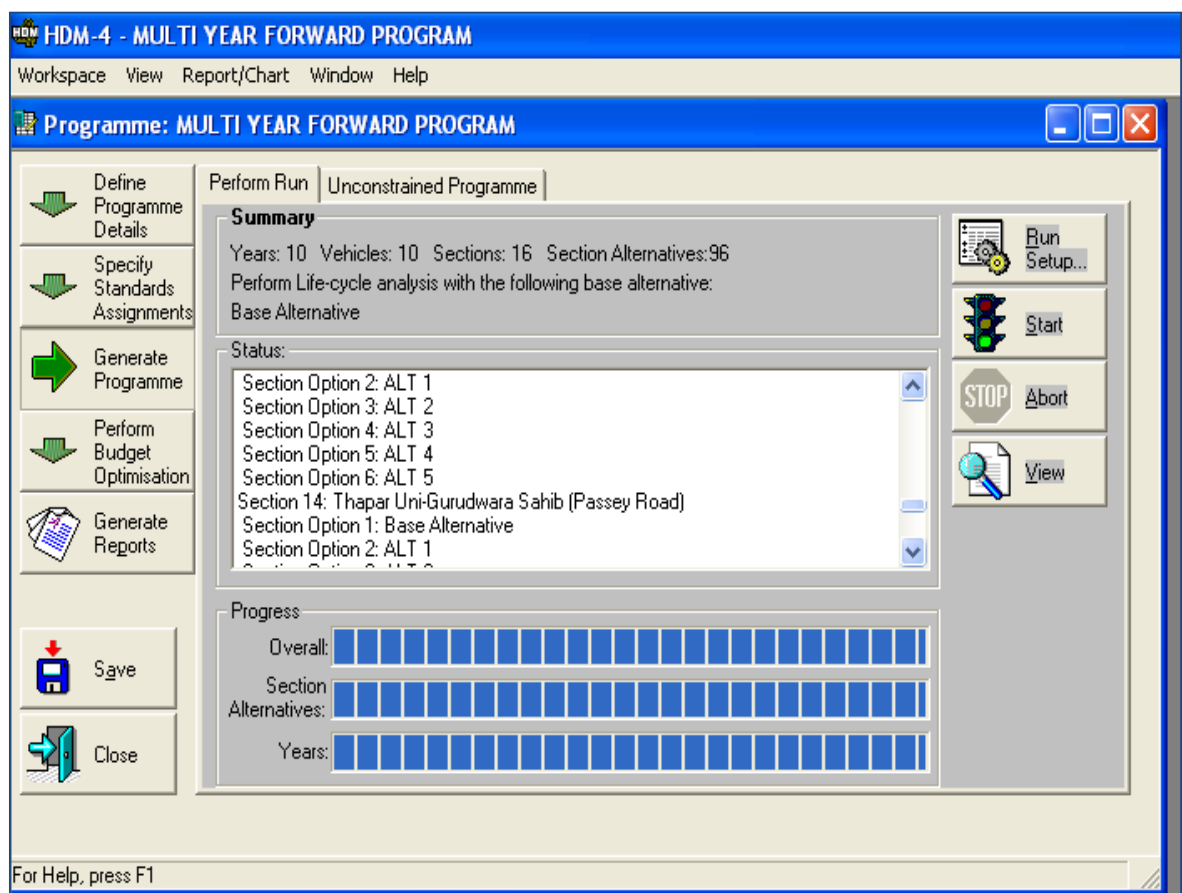 HDM-4 - MULTI YEAR FORWARD PROGRAM
Workspace View Report/Chart Window Help
Programme: MULTI YEAR FORWARD PROGRAM
Define
Programme
Details
Specify
Standards
Assignments
Generate
Programme
Perform
Budget
Optimisation
Generate
Reports
Save
Close
Perform Run
Unconstrained Programme
Summary
Years: 10 Vehicles: 10 Sections: 16 Section Alternatives:96
Perform Life-cycle analysis with the following base alternative:
Base Alternative
Status:
Section Option 2: ALT 1
Section Option 3: ALT 2
Section Option 4: ALT 3
Section Option 5: ALT 4
Section Option 6: ALT 5
Section 14: Thapar Uni-Gurudwara Sahib (Passey Road)
Section Option 1: Base Alternative
Section Option 2: ALT 1
Progress
Overall:
Section
Alternatives:
Years:
Run
Setup...
Start
STOP Abort
View
For Help, press F1